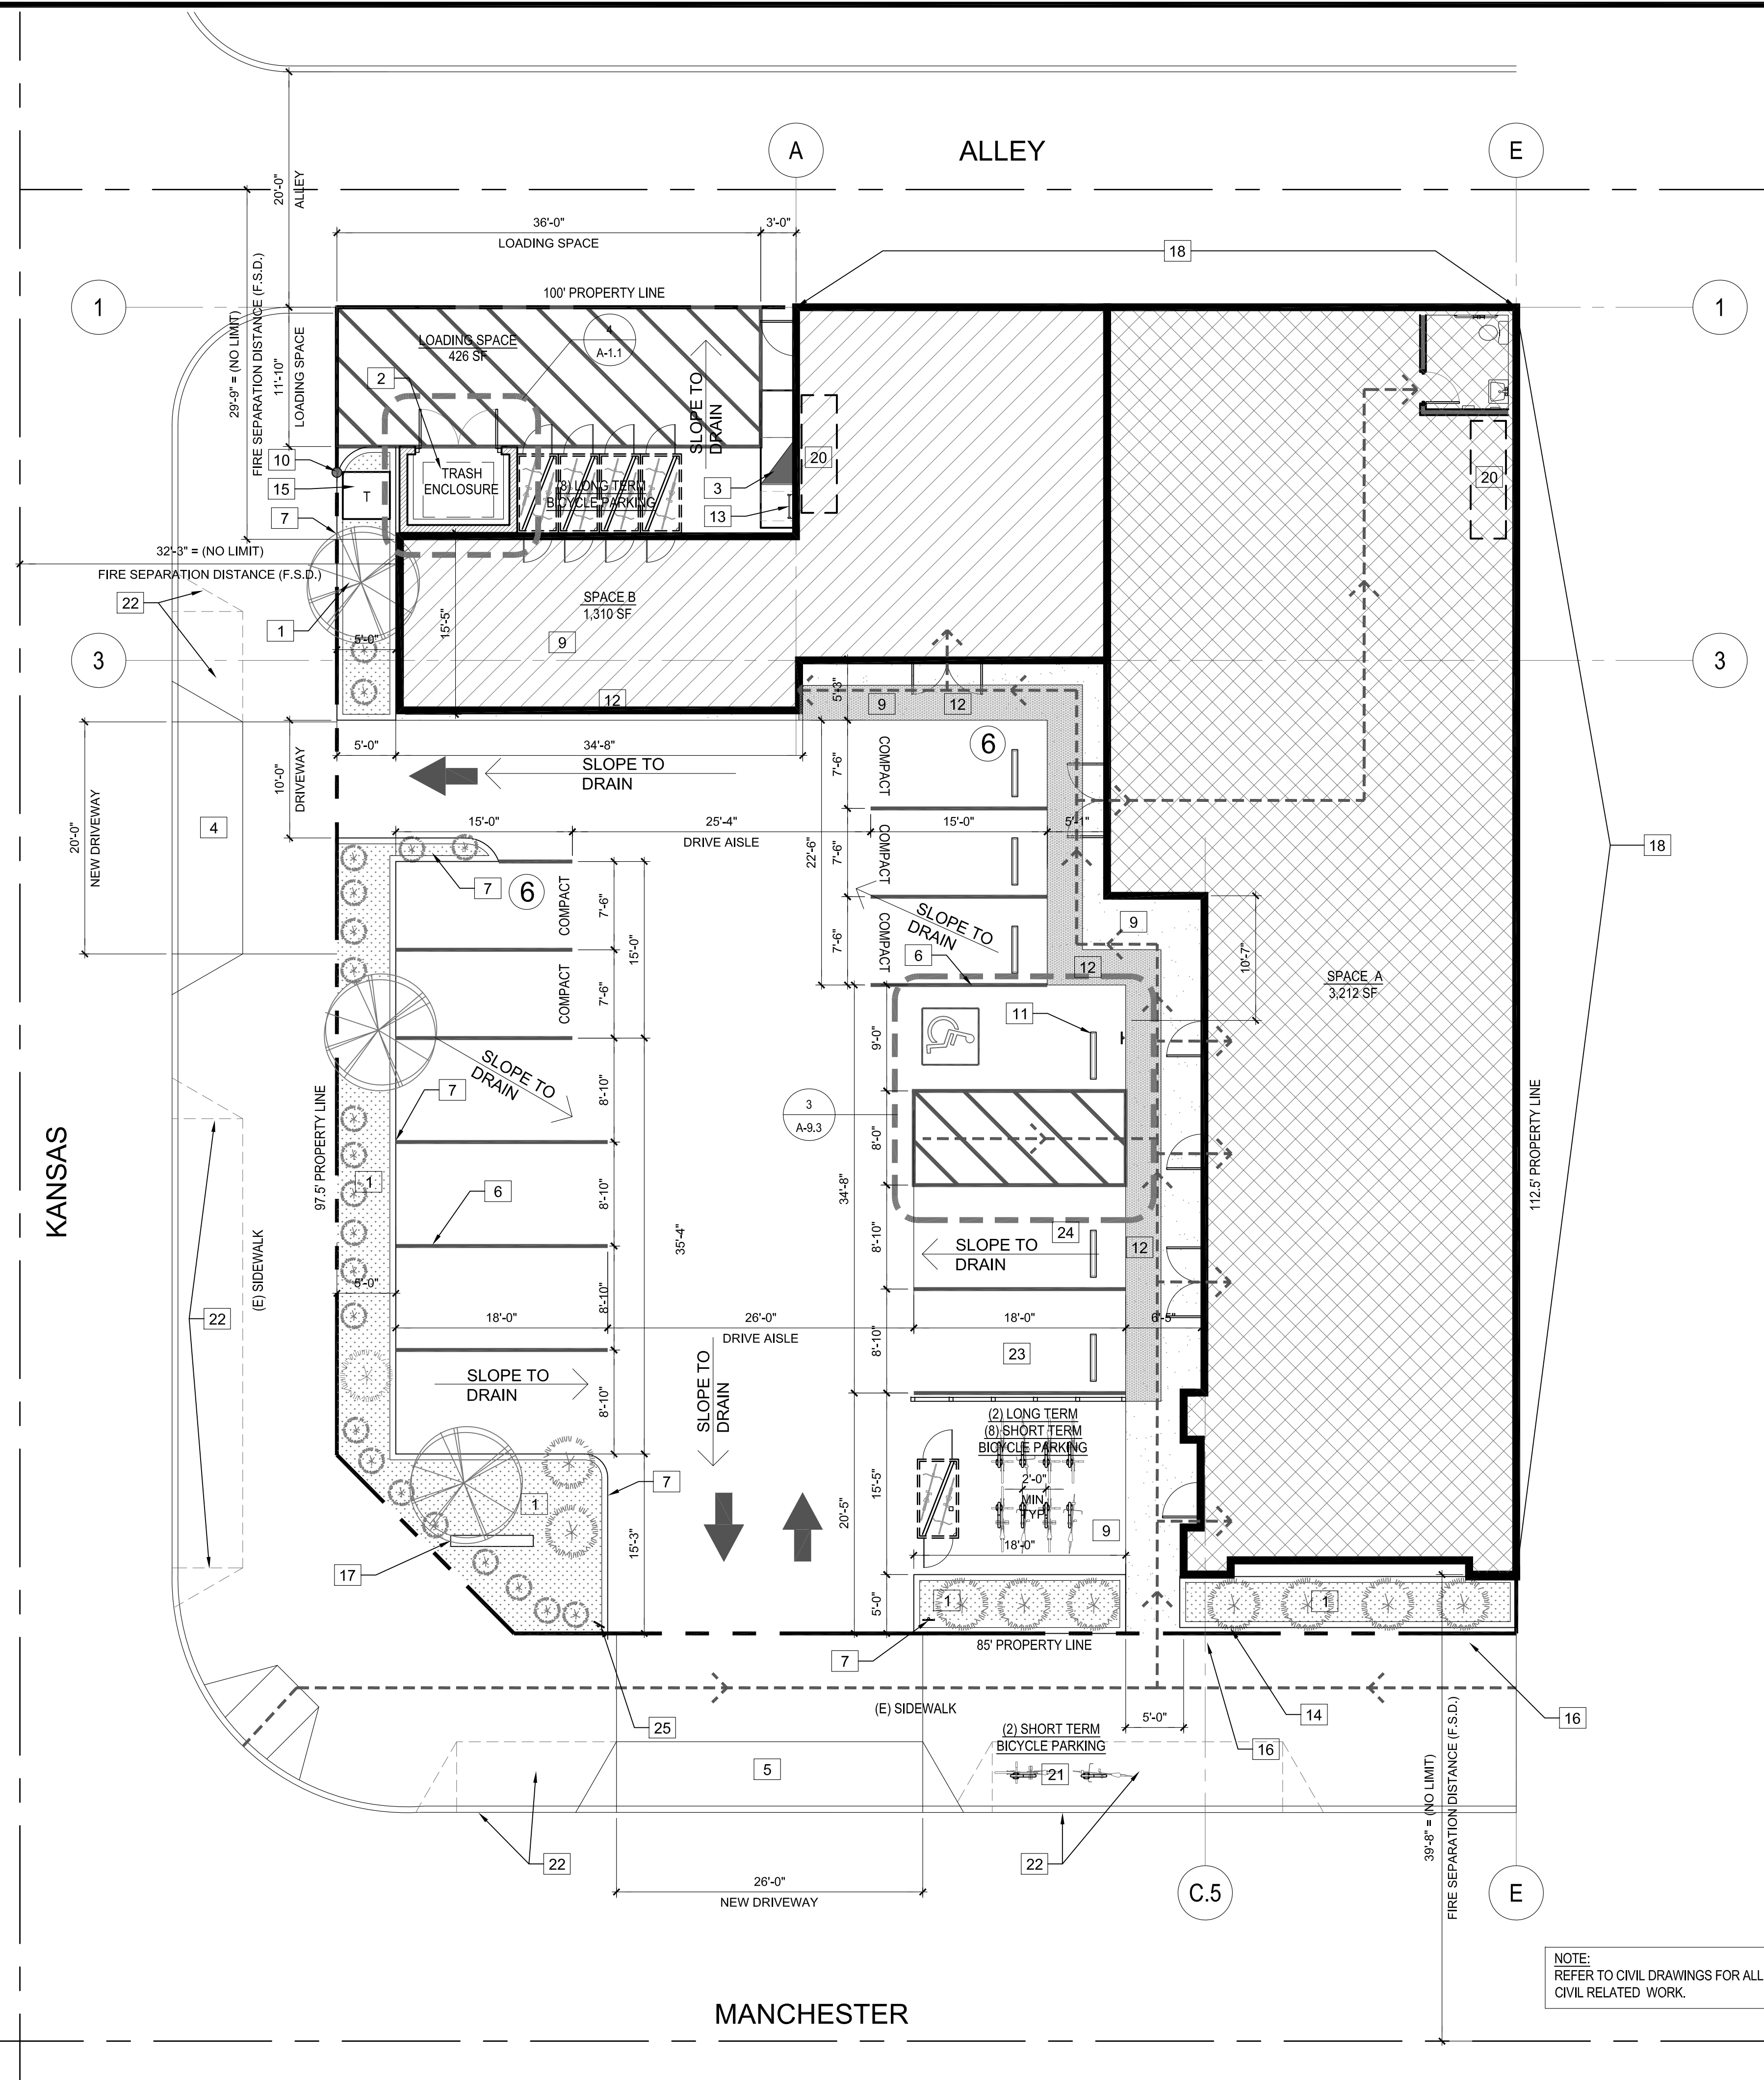 ALLEY
A
E
20'-0"
ALLEY
36'-0"
LOADING SPACE
3'-0"
18
100' PROPERTY LINE
1
1
29'-9" = (NO LIMIT)
FIRE SEPARATION DISTANCE (F.S.D.)
11'-10"
LOADING SPACE
LOADING SPACE
426 SF
4
A-1.1
2
SLOPE TO
DRAIN
10
15
T
7
TRASH
ENCLOSURE
(8) LONG TERM
BICYCLE PARKING
3
13
20
20
32'-3" = (NO LIMIT)
FIRE SEPARATION DISTANCE (F.S.D.)
22
1
5'-0"
15'-5"
SPACE B
1,310 SF
9
3
3
12
5'-3"
9
12
5'-0"
34'-8"
SLOPE TO
DRAIN
6
10'-0"
DRIVEWAY
20'-0"
NEW DRIVEWAY
4
7'-6"
COMPACT
15'-0"
25'-4"
DRIVE AISLE
15'-0"
5'-1"
22'-6"
7'-6"
COMPACT
18
7
6
COMPACT
7'-6"
15'-0"
7'-6"
COMPACT
SLOPE TO
DRAIN
6
9
12
10'-7"
SPACE A
3,212 SF
COMPACT
7'-6"
11
9'-0"
SLOPE TO
DRAIN
8'-10"
7
97.5' PROPERTY LINE
3
A-9.3
8'-0"
112.5' PROPERTY LINE
KANSAS
1
6
8'-10"
34'-8"
35'-4"
(E) SIDEWALK
22
5'-0"
8'-10"
24
8'-10"
SLOPE TO
DRAIN
12
18'-0"
26'-0"
DRIVE AISLE
18'-0"
6'-5"
8'-10"
23
SLOPE TO
DRAIN
8'-10"
SLOPE TO
DRAIN
(2) LONG TERM
(8) SHORT TERM
BICYCLE PARKING
2'-0"
MIN
TYP.
7
1
15'-5"
20'-5"
15'-3"
9
18'-0"
17
5'-0"
1
1
7
85' PROPERTY LINE
(E) SIDEWALK
25
5'-0"
14
16
16
(2) SHORT TERM
BICYCLE PARKING
21
5
22
22
39'-8" = (NO LIMIT)
FIRE SEPARATION DISTANCE (F.S.D.)
26'-0"
NEW DRIVEWAY
C.5
E
NOTE:
REFER TO CIVIL DRAWINGS FOR ALL
CIVIL RELATED WORK.
MANCHESTER